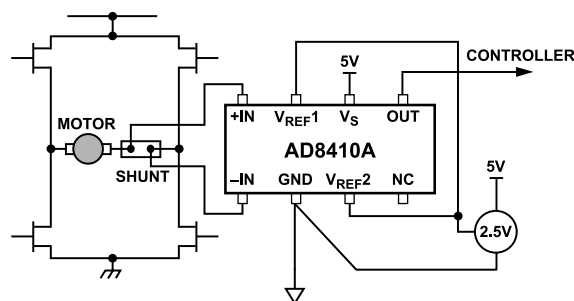 CONTROLLER
5V
+IN VREF1 VS OUT
MOTOR
AD8410A
SHUNT
–IN GND VREF2 NC
5V
2.5V